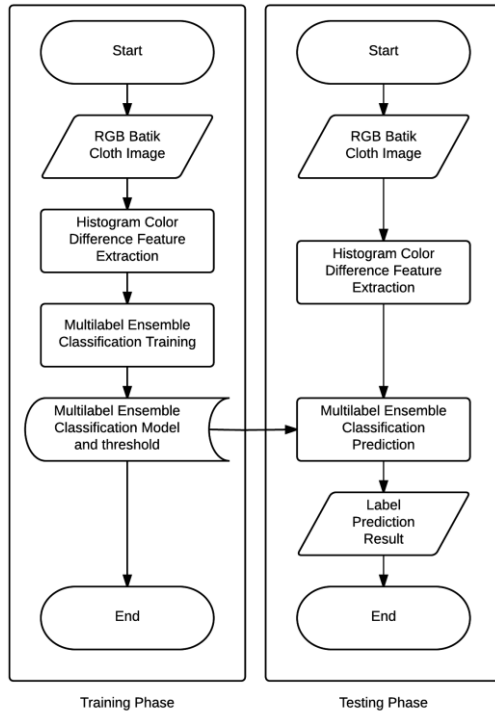 Start
RGB Batik
Cloth Image
Histogram Color
Difference Feature
Extraction
Multilabel Ensemble
Classification Training
Multilabel Ensemble
Classification Model
and threshold
End
Training Phase
Start
RGB Batik
Cloth Image
Histogram Color
Difference Feature
Extraction
Multilabel Ensemble
Classification
Prediction
Label
Prediction
Result
End
Testing Phase